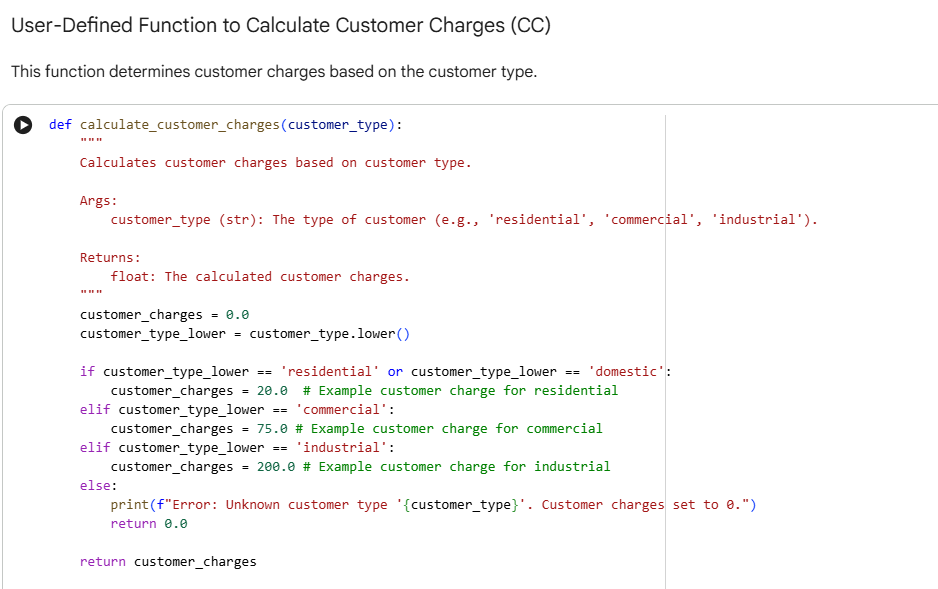 User-Defined Function to Calculate Customer Charges (CC)
This function determines customer charges based on the customer type.
def calculate_customer_charges(customer_type):
    """
    Calculates customer charges based on customer type.

    Args:
        customer_type (str): The type of customer (e.g., 'residential', 'commercial', 'industrial').

    Returns:
        float: The calculated customer charges.
    """
    customer_charges = 0.0
    customer_type_lower = customer_type.lower()

    if customer_type_lower == 'residential' or customer_type_lower == 'domestic':
        customer_charges = 20.0  # Example customer charge for residential
    elif customer_type_lower == 'commercial':
        customer_charges = 75.0 # Example customer charge for commercial
    elif customer_type_lower == 'industrial':
        customer_charges = 200.0 # Example customer charge for industrial
    else:
        print(f"Error: Unknown customer type '{customer_type}'. Customer charges set to 0.")
        return 0.0

    return customer_charges